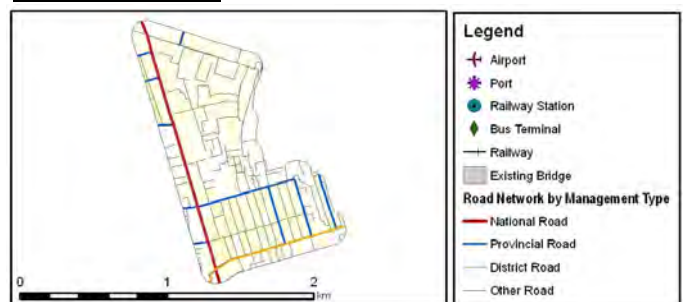 Legend
Airport
Port
Railway Station
Bus Terminal
Railway
Existing Bridge
Road Network by Management Type
National Road
Provincial Road
District Road
Other Road
0 1 2
km